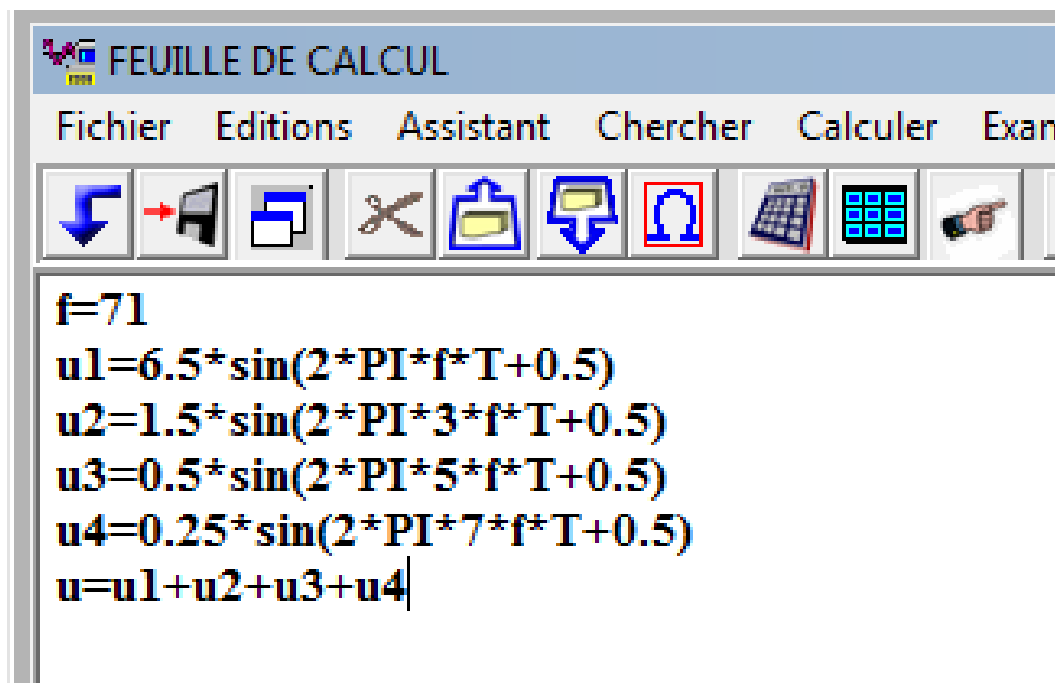 FEUILLE DE CALCUL
Fichier Editions Assistant Chercher Calculer Exan
f=71
u1=6.5*sin(2*PI*f*T+0.5)
u2=1.5*sin(2*PI*3*f*T+0.5)
u3=0.5*sin(2*PI*5*f*T+0.5)
u4=0.25*sin(2*PI*7*f*T+0.5)
u=u1+u2+u3+u4